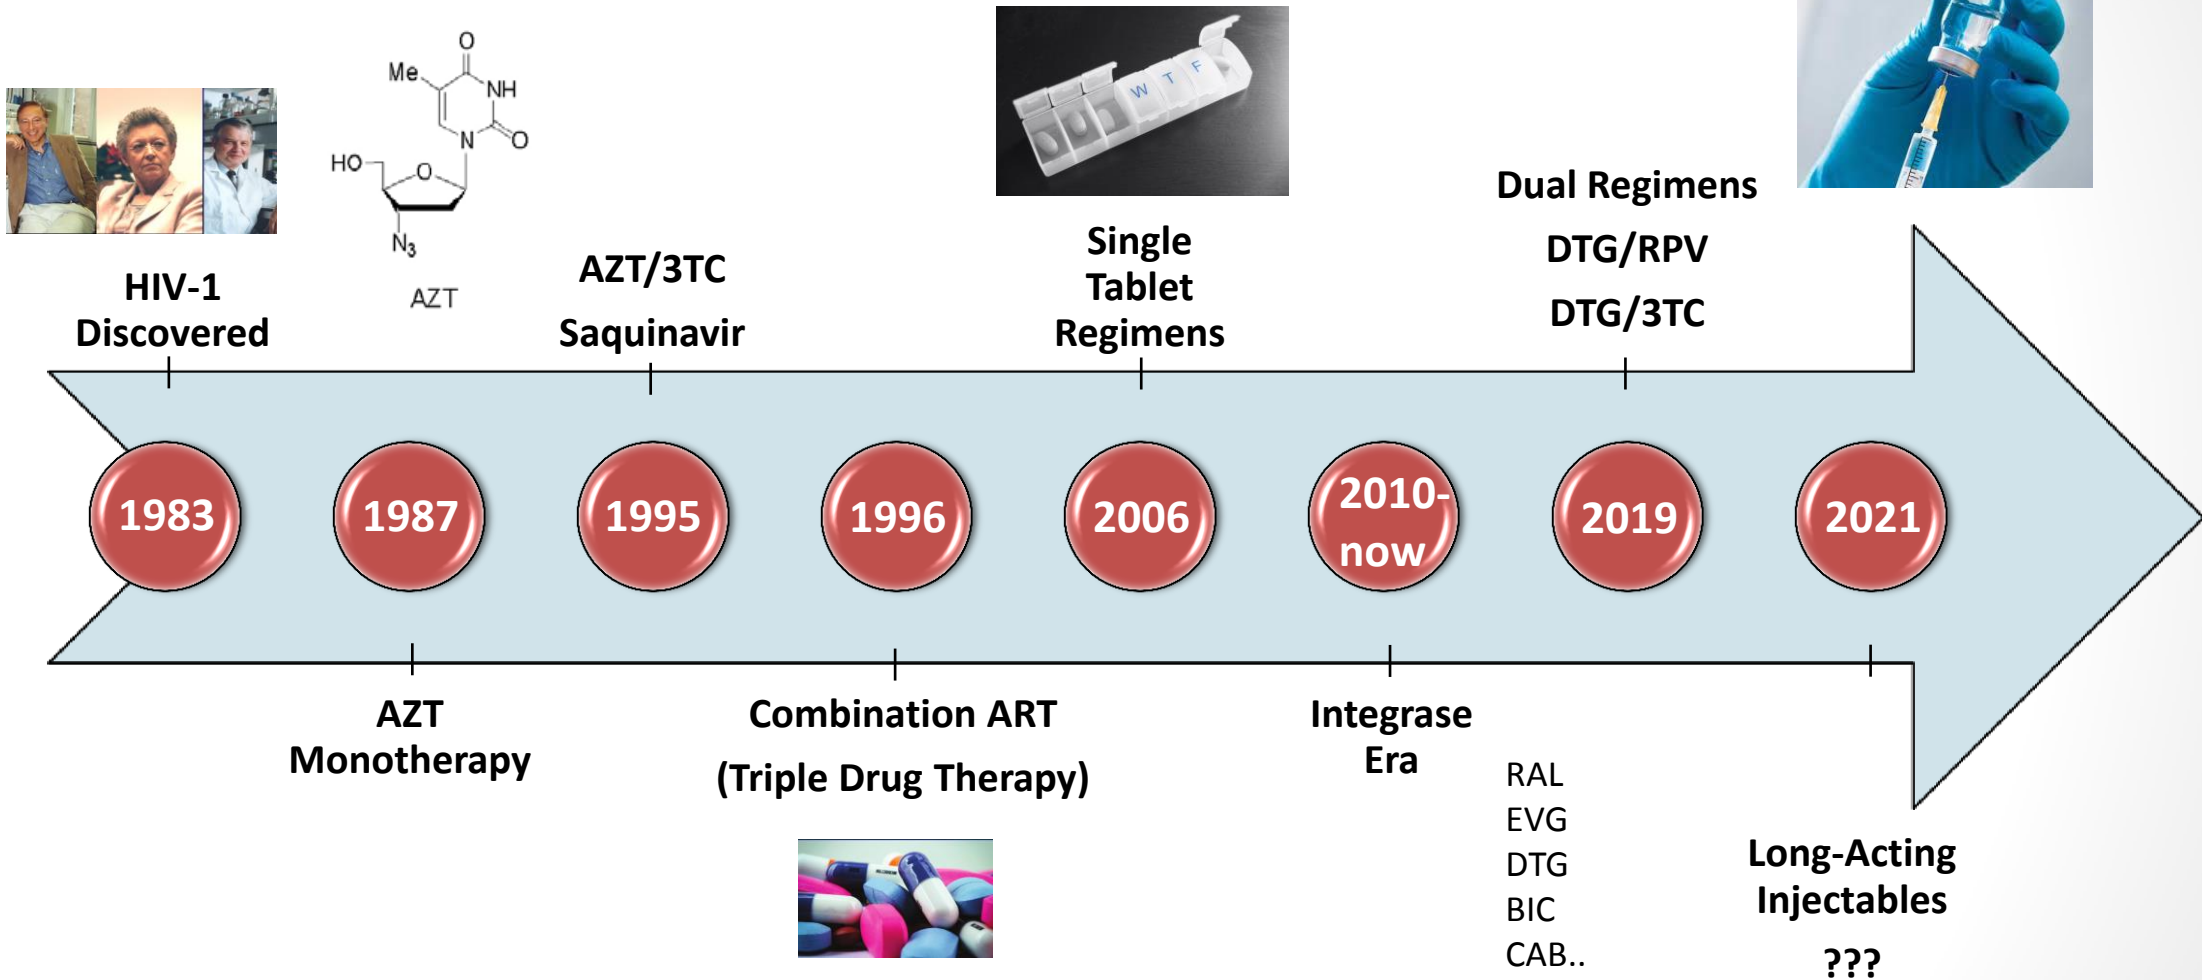 HIV-1
Discovered
O
Me
NH
N
O
HO
O
N3
AZT
AZT/3TC
Saquinavir
W T F
Single
Tablet
Regimens
Dual Regimens
DTG/RPV
DTG/3TC
1983
1987
1995
1996
2006
2010-
now
2019
2021
AZT
Monotherapy
Combination ART
(Triple Drug Therapy)
Integrase
Era
RAL
EVG
DTG
BIC
CAB..
Long-Acting
Injectables
???